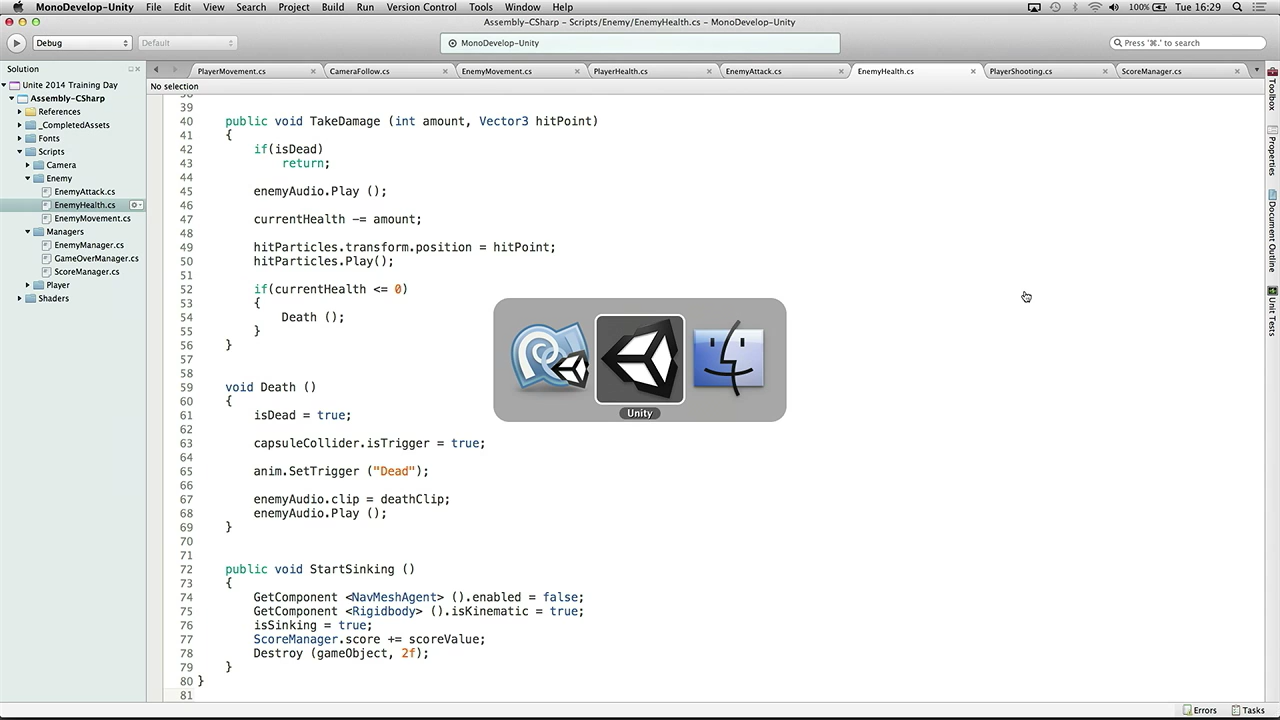 MonoDevelop-Unity File Edit View Search Project Build Run Version Control Tools Window Help 100% Tue 16:29
Assembly-CSharp – Scripts/Enemy/EnemyHealth.cs – MonoDevelop-Unity
Debug Default MonoDevelop-Unity Press '⌘.' to search
Solution
Unite 2014 Training Day
Assembly-CSharp
References
_CompletedAssets
Fonts
Scripts
Camera
Enemy
EnemyAttack.cs
EnemyHealth.cs
EnemyMovement.cs
Managers
EnemyManager.cs
GameOverManager.cs
ScoreManager.cs
Player
Shaders
PlayerMovement.cs CameraFollow.cs EnemyMovement.cs PlayerHealth.cs EnemyAttack.cs EnemyHealth.cs PlayerShooting.cs ScoreManager.cs
No selection
39
40 public void TakeDamage (int amount, Vector3 hitPoint)
41 {
42 if(isDead)
43 return;
44
45 enemyAudio.Play ();
46
47 currentHealth -= amount;
48
49 hitParticles.transform.position = hitPoint;
50 hitParticles.Play();
51
52 if(currentHealth <= 0)
53 {
54 Death ();
55 }
56 }
57
58
59 void Death ()
60 {
61 isDead = true;
62
63 capsuleCollider.isTrigger = true;
64
65 anim.SetTrigger ("Dead");
66
67 enemyAudio.clip = deathClip;
68 enemyAudio.Play ();
69 }
70
71
72 public void StartSinking ()
73 {
74 GetComponent <NavMeshAgent> ().enabled = false;
75 GetComponent <Rigidbody> ().isKinematic = true;
76 isSinking = true;
77 ScoreManager.score += scoreValue;
78 Destroy (gameObject, 2f);
79 }
80 }
81
Unity
Toolbox
Properties
Document Outline
Unit Tests
Errors Tasks